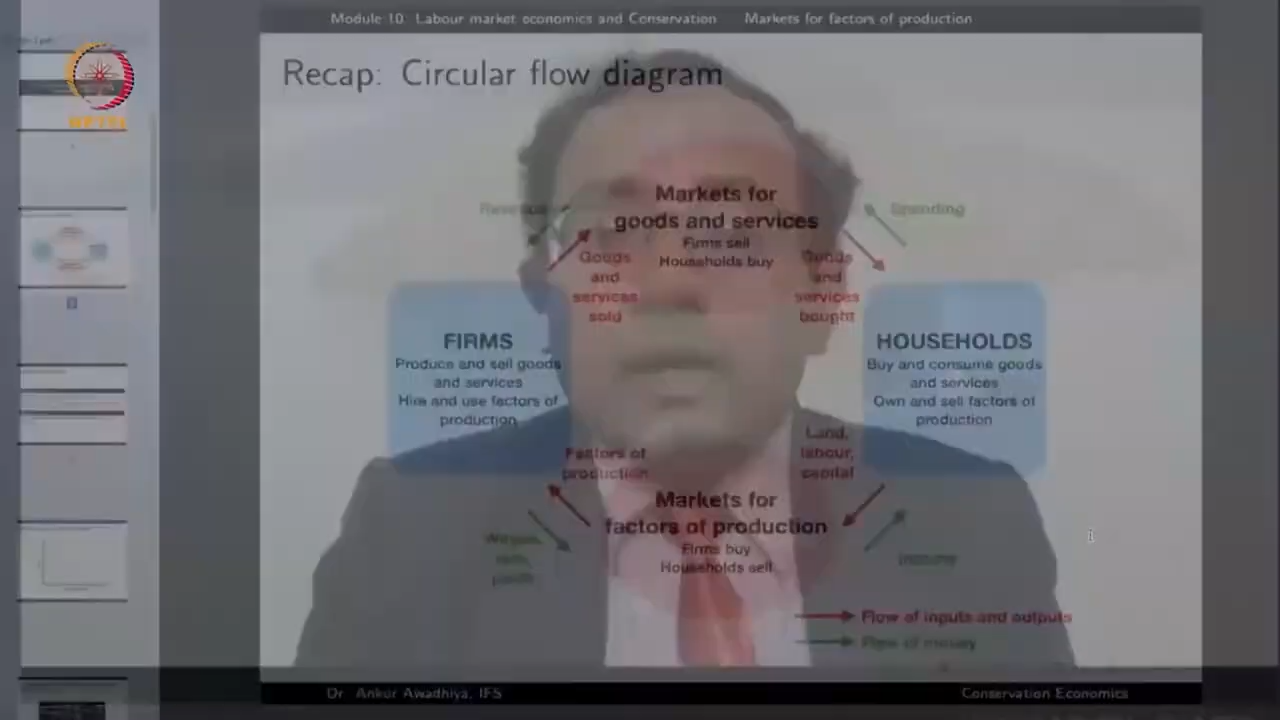 Module 10. Labour market economics and Conservation Markets for factors of production
NPTEL
Recap: Circular flow diagram
Markets for
goods and services
Firms sell
Households buy
Revenue
Spending
Goods
and
services
sold
Goods
and
services
bought
FIRMS
Produce and sell goods
and services
Hire and use factors of
production
HOUSEHOLDS
Buy and consume goods
and services
Own and sell factors of
production
Factors of
production
Land,
labour,
capital
Markets for
factors of production
Firms buy
Households sell
Wages,
rent,
profit
Income
Flow of inputs and outputs
Flow of money
Dr. Ankur Awadhiya, IFS Conservation Economics